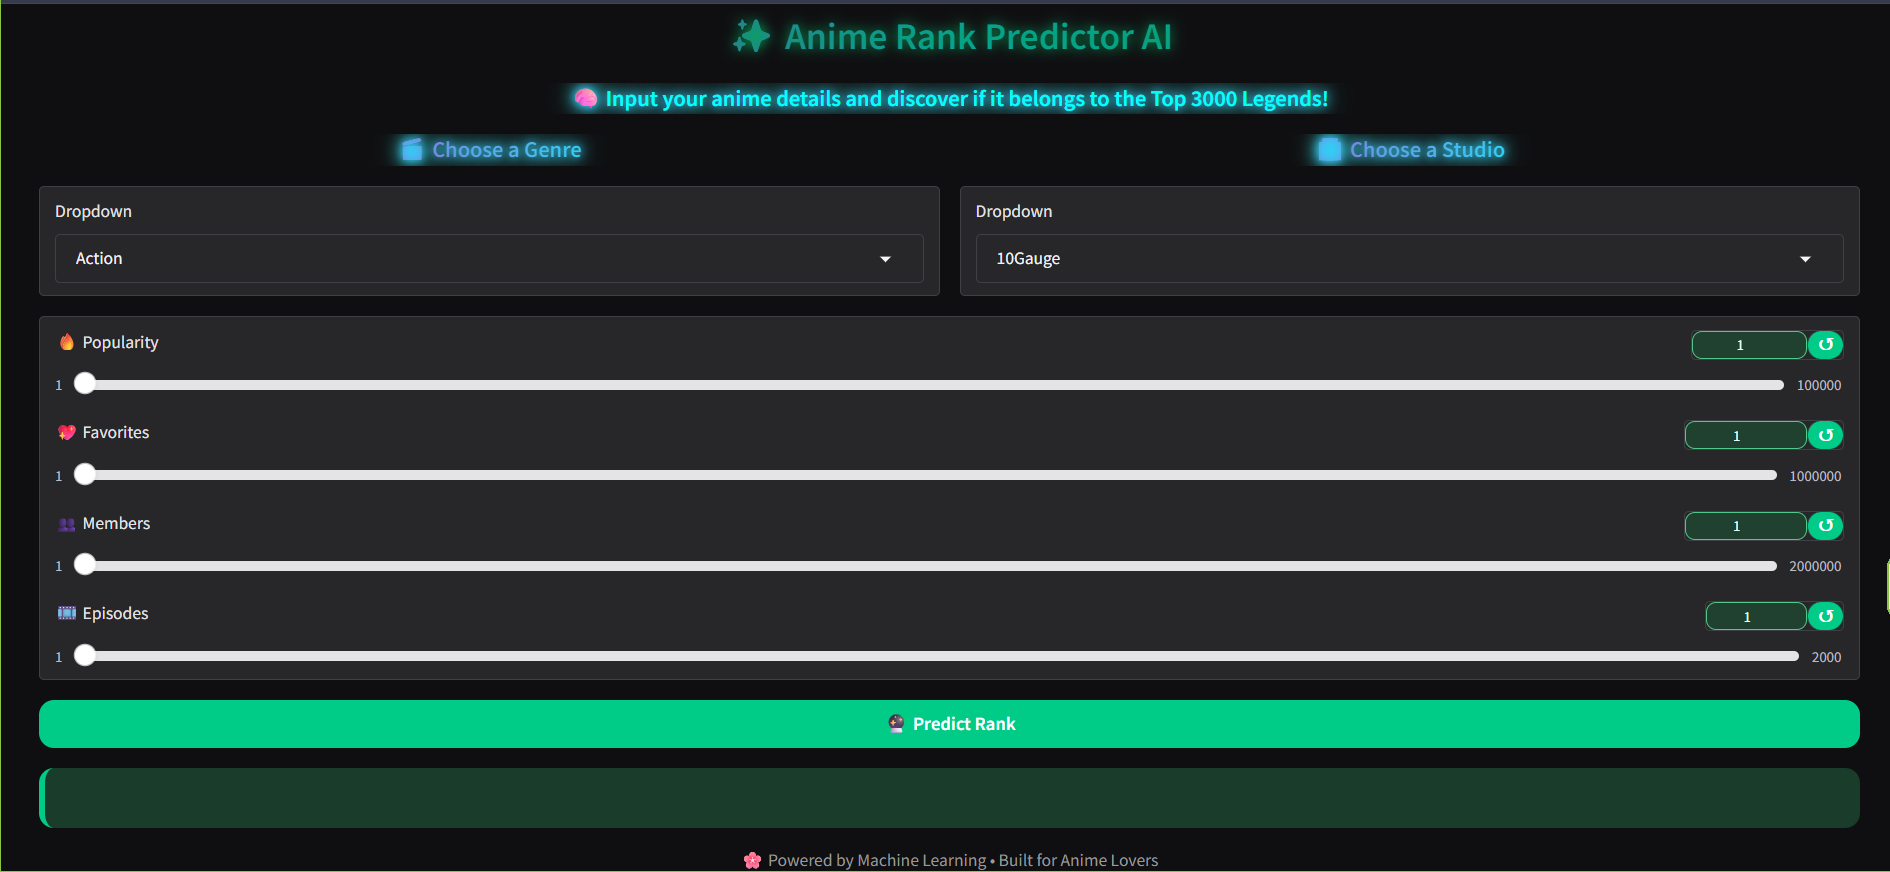 ✨ Anime Rank Predictor AI
🧠 Input your anime details and discover if it belongs to the Top 3000 Legends!
🎬 Choose a Genre
Choose a Studio
Dropdown
Action
Dropdown
10Gauge
🔥 Popularity
1
1
100000
💖 Favorites
1
1
1000000
👥 Members
1
1
2000000
🎞️ Episodes
1
1
2000
🔮 Predict Rank
🌸 Powered by Machine Learning • Built for Anime Lovers